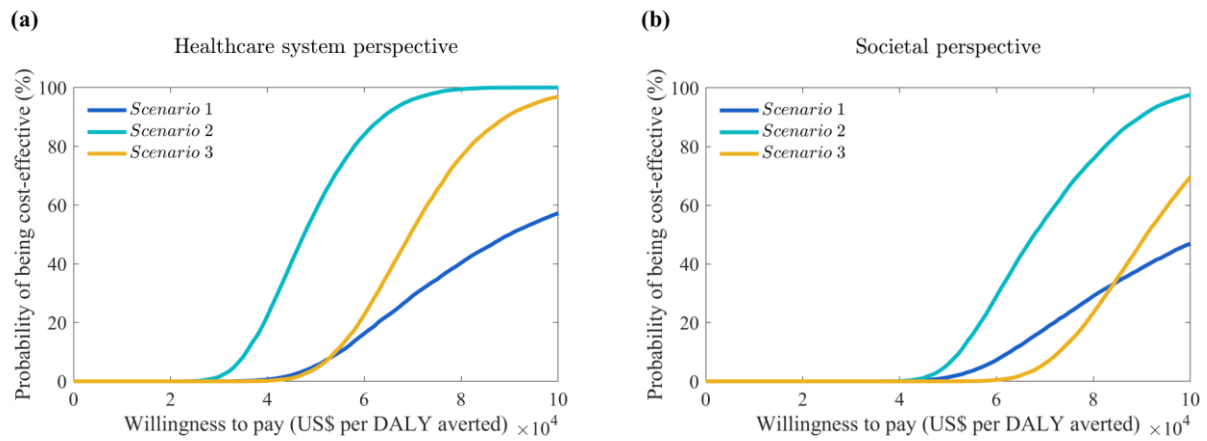 (a)
Healthcare system perspective
Probability of being cost-effective (%)
100
80
60
40
20
0
Scenario 1
Scenario 2
Scenario 3
0 2 4 6 8 10
Willingness to pay (US$ per DALY averted) ×10^4
(b)
Societal perspective
Probability of being cost-effective (%)
100
80
60
40
20
0
Scenario 1
Scenario 2
Scenario 3
0 2 4 6 8 10
Willingness to pay (US$ per DALY averted) ×10^4